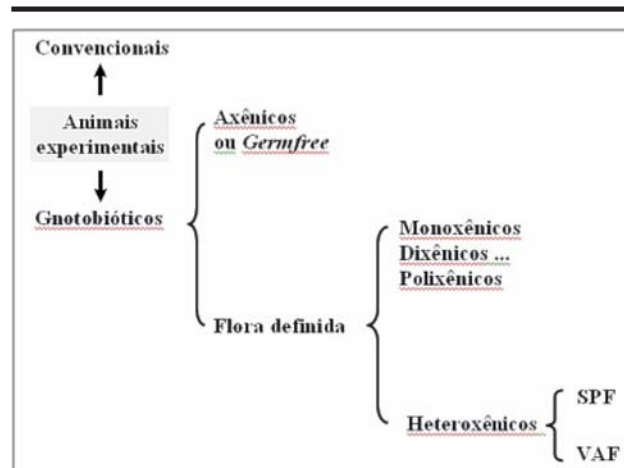 Convencionais
Animais
experimentais
Gnotobióticos
Axênicos
ou Germfree
Flora definida
Monoxênicos
Dixênicos ...
Polixênicos
Heteroxênicos
SPF
VAF